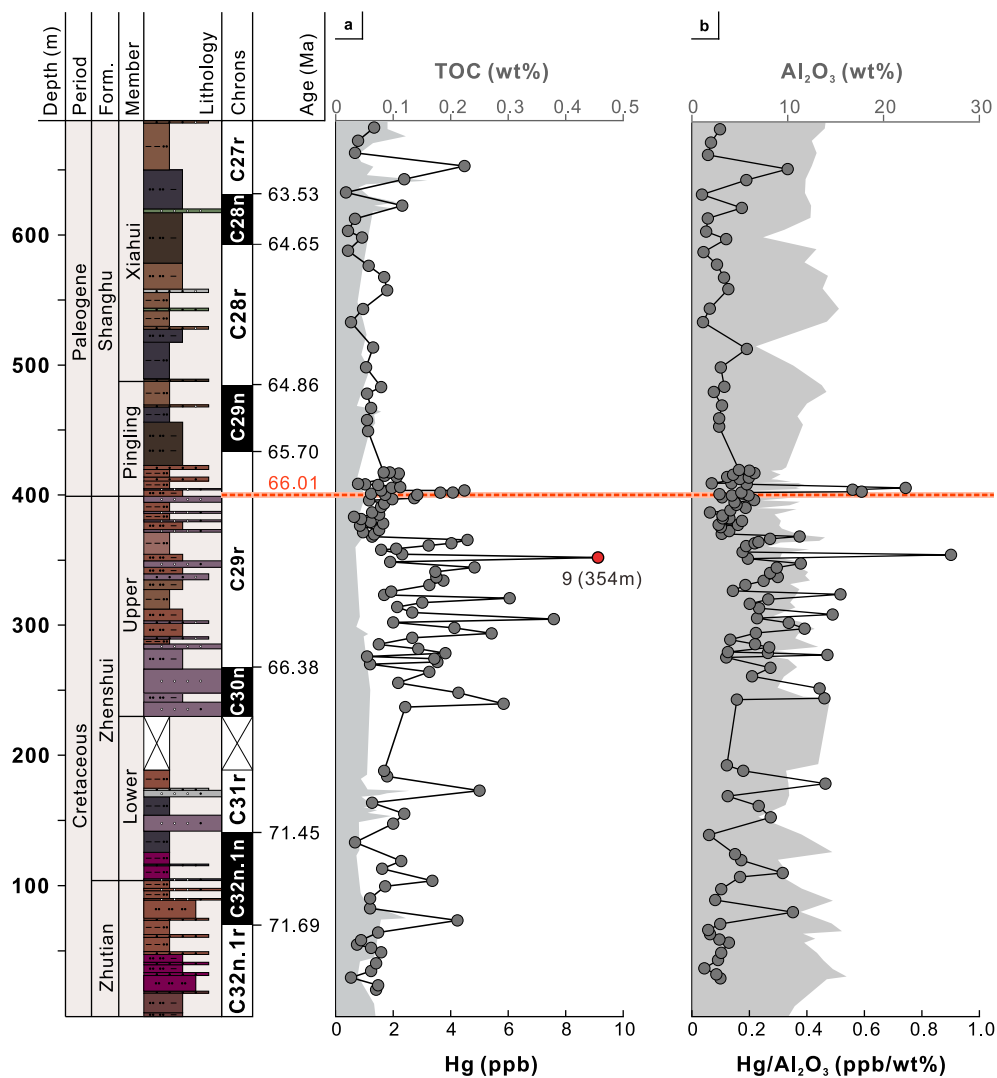 a
b
TOC (wt%)
Al₂O₃ (wt%)
Depth (m)
Period
Form.
Member
Lithology
Chrons
Age (Ma)
0 0.1 0.2 0.3 0.4 0.5
0 10 20 30
600
500
400
300
200
100
Paleogene
Cretaceous
Shanghu
Zhenshui
Zhutian
Xiahui
Pingling
Upper
Lower
C27r
C28n
C28r
C29n
C29r
C30n
C31r
C32n.1n
C32n.1r
63.53
64.65
64.86
65.70
66.01
66.38
71.45
71.69
9 (354m)
0 2 4 6 8 10
0 0.2 0.4 0.6 0.8 1.0
Hg (ppb)
Hg/Al₂O₃ (ppb/wt%)